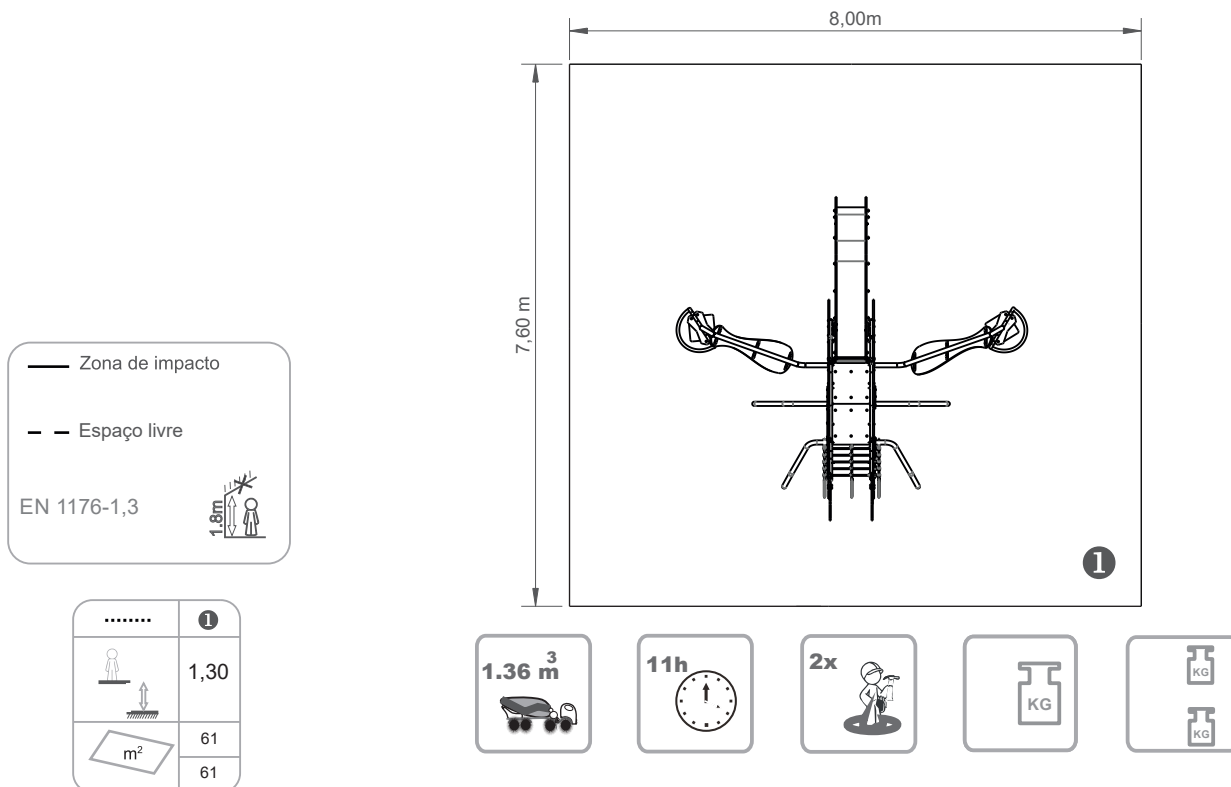 8,00m
7,60 m
Zona de impacto
Espaço livre
EN 1176-1,3
1.8m
1
........ 1
1,30
m²
61
61
1.36 m³
11h
2x
KG
KG
KG